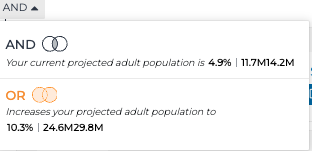 AND
AND
Your current projected adult population is 4.9% | 11.7M14.2M
OR
Increases your projected adult population to
10.3% | 24.6M29.8M